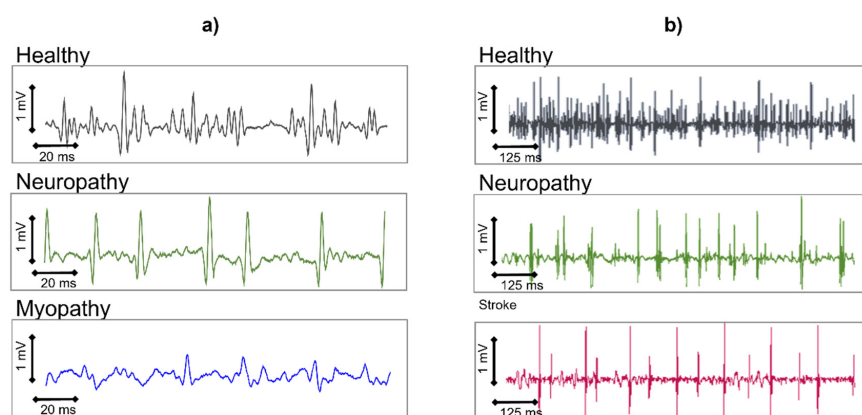 a)
Healthy
1 mV
20 ms
Neuropathy
1 mV
20 ms
Myopathy
1 mV
20 ms
b)
Healthy
1 mV
125 ms
Neuropathy
1 mV
125 ms
Stroke
1 mV
125 ms